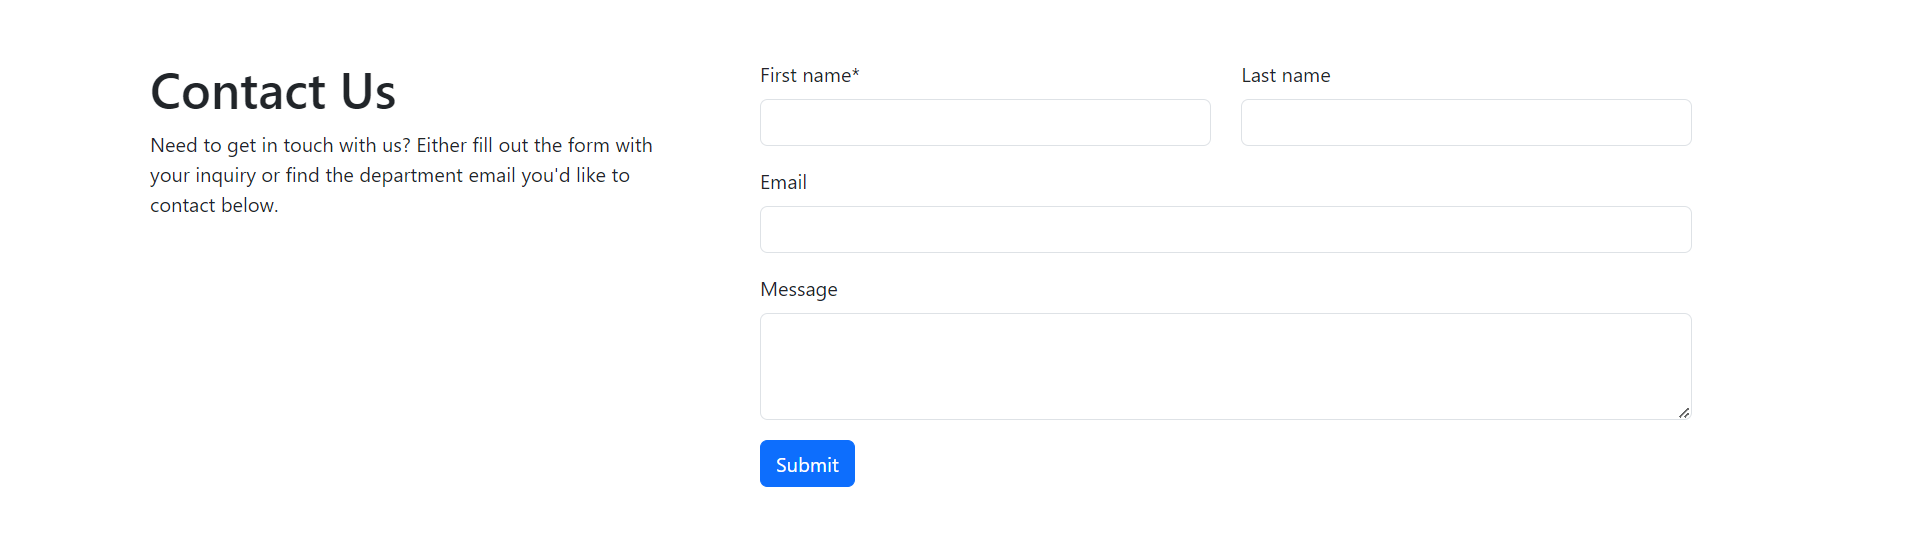 Contact Us
Need to get in touch with us? Either fill out the form with
your inquiry or find the department email you'd like to
contact below.
First name*
Last name
Email
Message
Submit